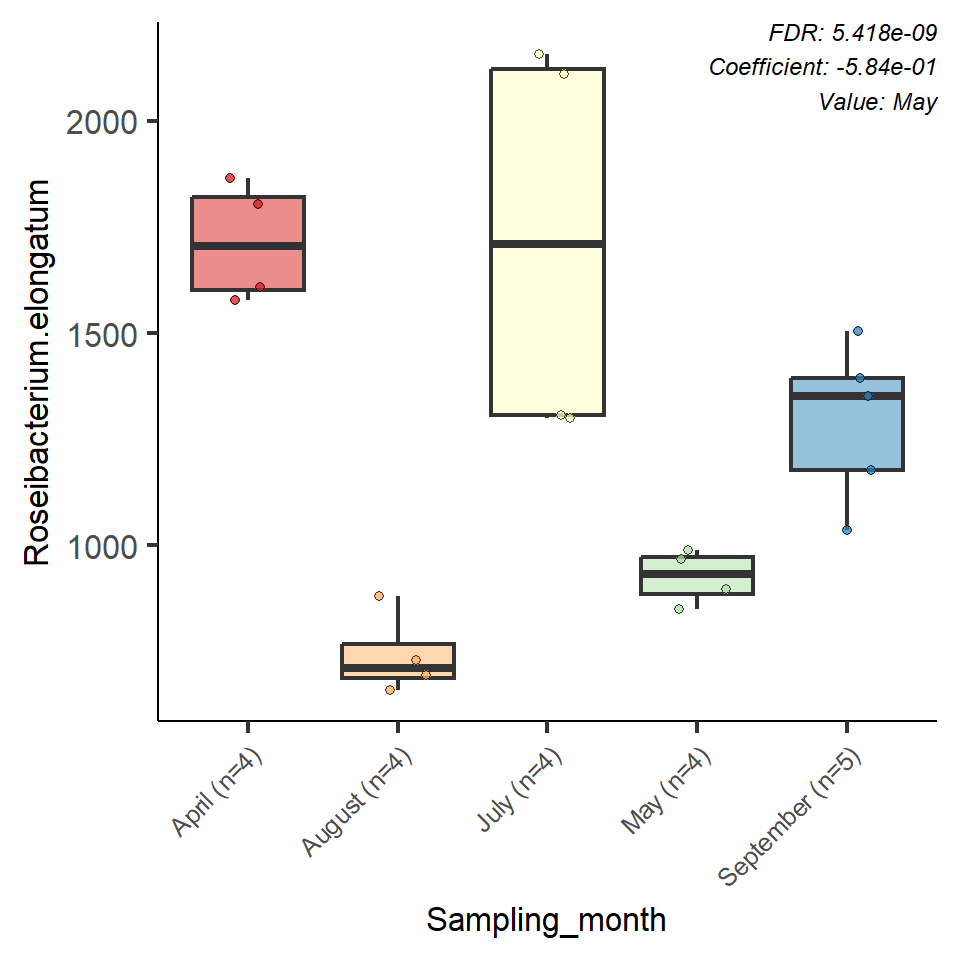 FDR: 5.418e-09
Coefficient: -5.84e-01
Value: May
Roseibacterium.elongatum
2000
1500
1000
April (n=4)
August (n=4)
July (n=4)
May (n=4)
September (n=5)
Sampling_month